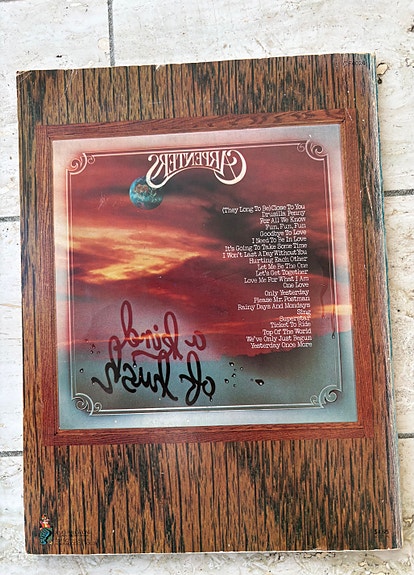 CARPENTERS
(They Long To Be) Close To You
Drusilla Penny
For All We Know
Fun, Fun, Fun
Goodbye To Love
I Need To Be In Love
It's Going To Take Some Time
I Won't Last A Day Without You
Hurting Each Other
Let Me Be The One
Let's Get Together
Love Me For What I Am
One Love
Only Yesterday
Please Mr. Postman
Rainy Days And Mondays
Sing
Superstar
Ticket To Ride
Top Of The World
We've Only Just Begun
Yesterday Once More
a kind
of hush